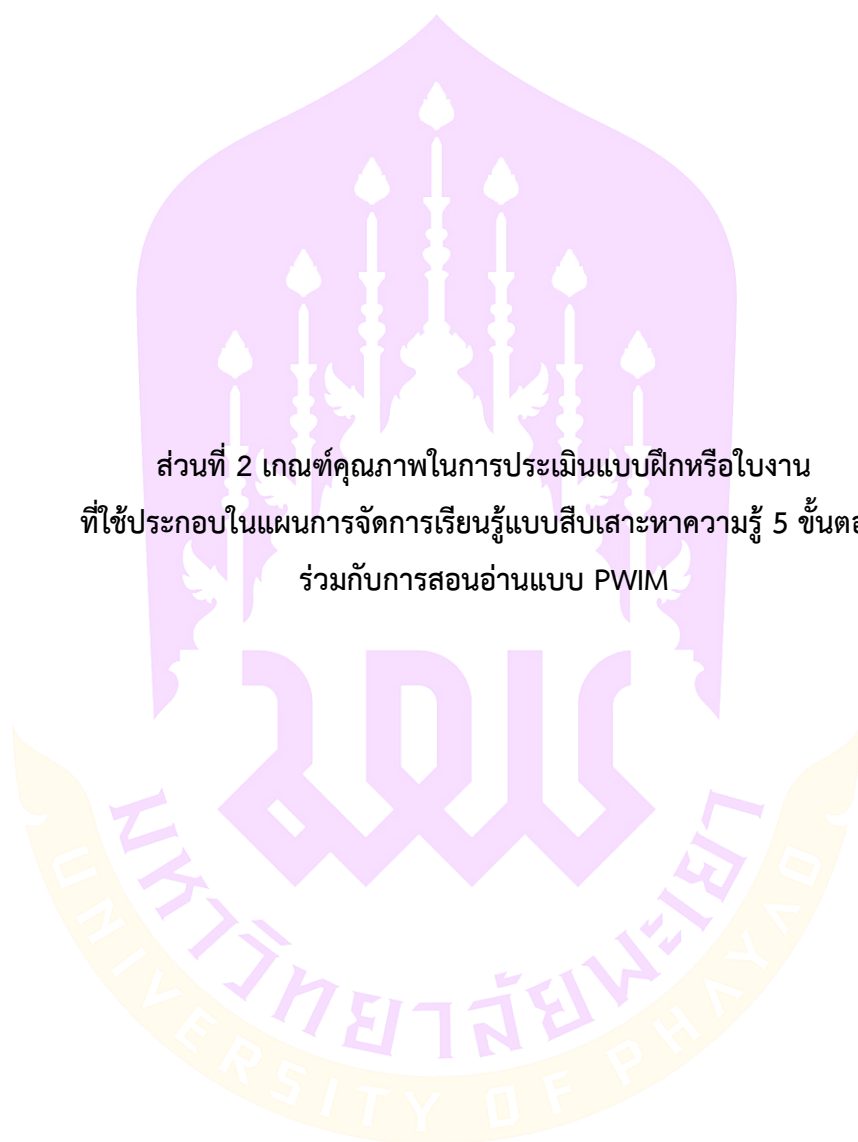 ส่วนที่ 2 เกณฑ์คุณภาพในการประเมินแบบฝึกหรือใบงาน
ที่ใช้ประกอบในแผนการจัดการเรียนรู้แบบสืบเสาะหาความรู้ 5 ขั้นตอ
ร่วมกับการสอนอ่านแบบ PWIM
มหาวิทยาลัยพะเยา
UNIVERSITY OF PHAYAO